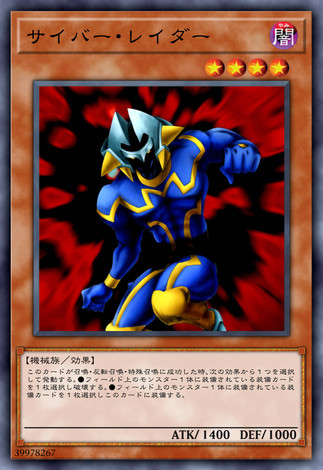 サイバー・レイダー
闇
やみ
【機械族／効果】
このカードが召喚・反転召喚・特殊召喚に成功した時、次の効果から１つを選択
して発動する。●フィールド上のモンスター１体に装備されている装備カード
を１枚選択し破壊する。●フィールド上のモンスター１体に装備されている装
備カードを１枚選択しこのカードに装備する。
ATK/ 1400 DEF/1000
39978267